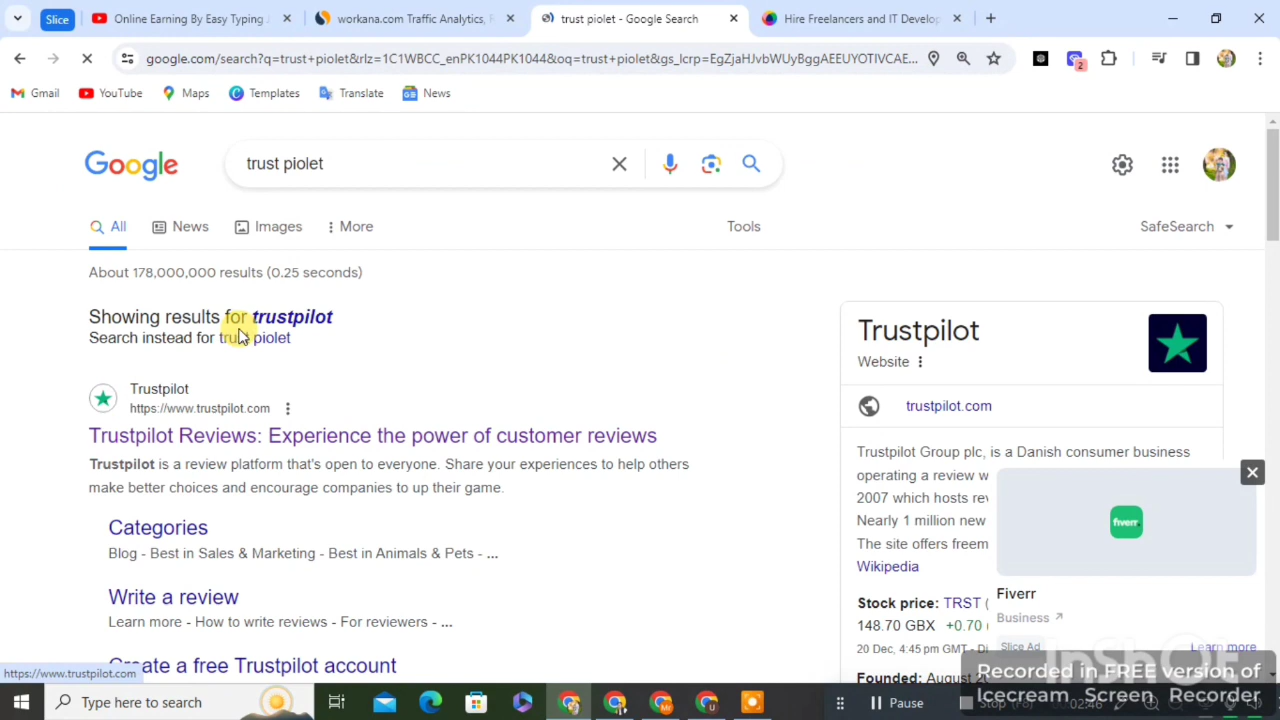 Slice
Online Earning By Easy Typing
workana.com Traffic Analytics,
trust piolet - Google Search
Hire Freelancers and IT Develop
google.com/search?q=trust+piolet&rlz=1C1WBCC_enPK1044PK1044&oq=trust+piolet&gs_lcrp=EgZjaHJvbWUyBggAEEUYOTIVCAE...
2
Gmail
YouTube
Maps
Templates
Translate
News
Google
trust piolet
All
News
Images
More
Tools
SafeSearch
About 178,000,000 results (0.25 seconds)
Showing results for trustpilot
Search instead for trust piolet
Trustpilot
https://www.trustpilot.com
Trustpilot Reviews: Experience the power of customer reviews
Trustpilot is a review platform that's open to everyone. Share your experiences to help others
make better choices and encourage companies to up their game.
Categories
Blog - Best in Sales & Marketing - Best in Animals & Pets - ...
Write a review
Learn more - How to write reviews - For reviewers - ...
Create a free Trustpilot account
https://www.trustpilot.com
Trustpilot
Website
trustpilot.com
Trustpilot Group plc, is a Danish consumer business
operating a review
2007 which hosts
Nearly 1 million new
The site offers
Wikipedia
Stock price: TRST
148.70 GBX +0.70
20 Dec, 4:45 pm GMT -
Founded:
fiverr.
Fiverr
Business
Slice Ad
Learn more
InShOt
Recorded in FREE version of
Icecream Screen Recorder
Type here to search
Pause
Stop (F8)
02:46